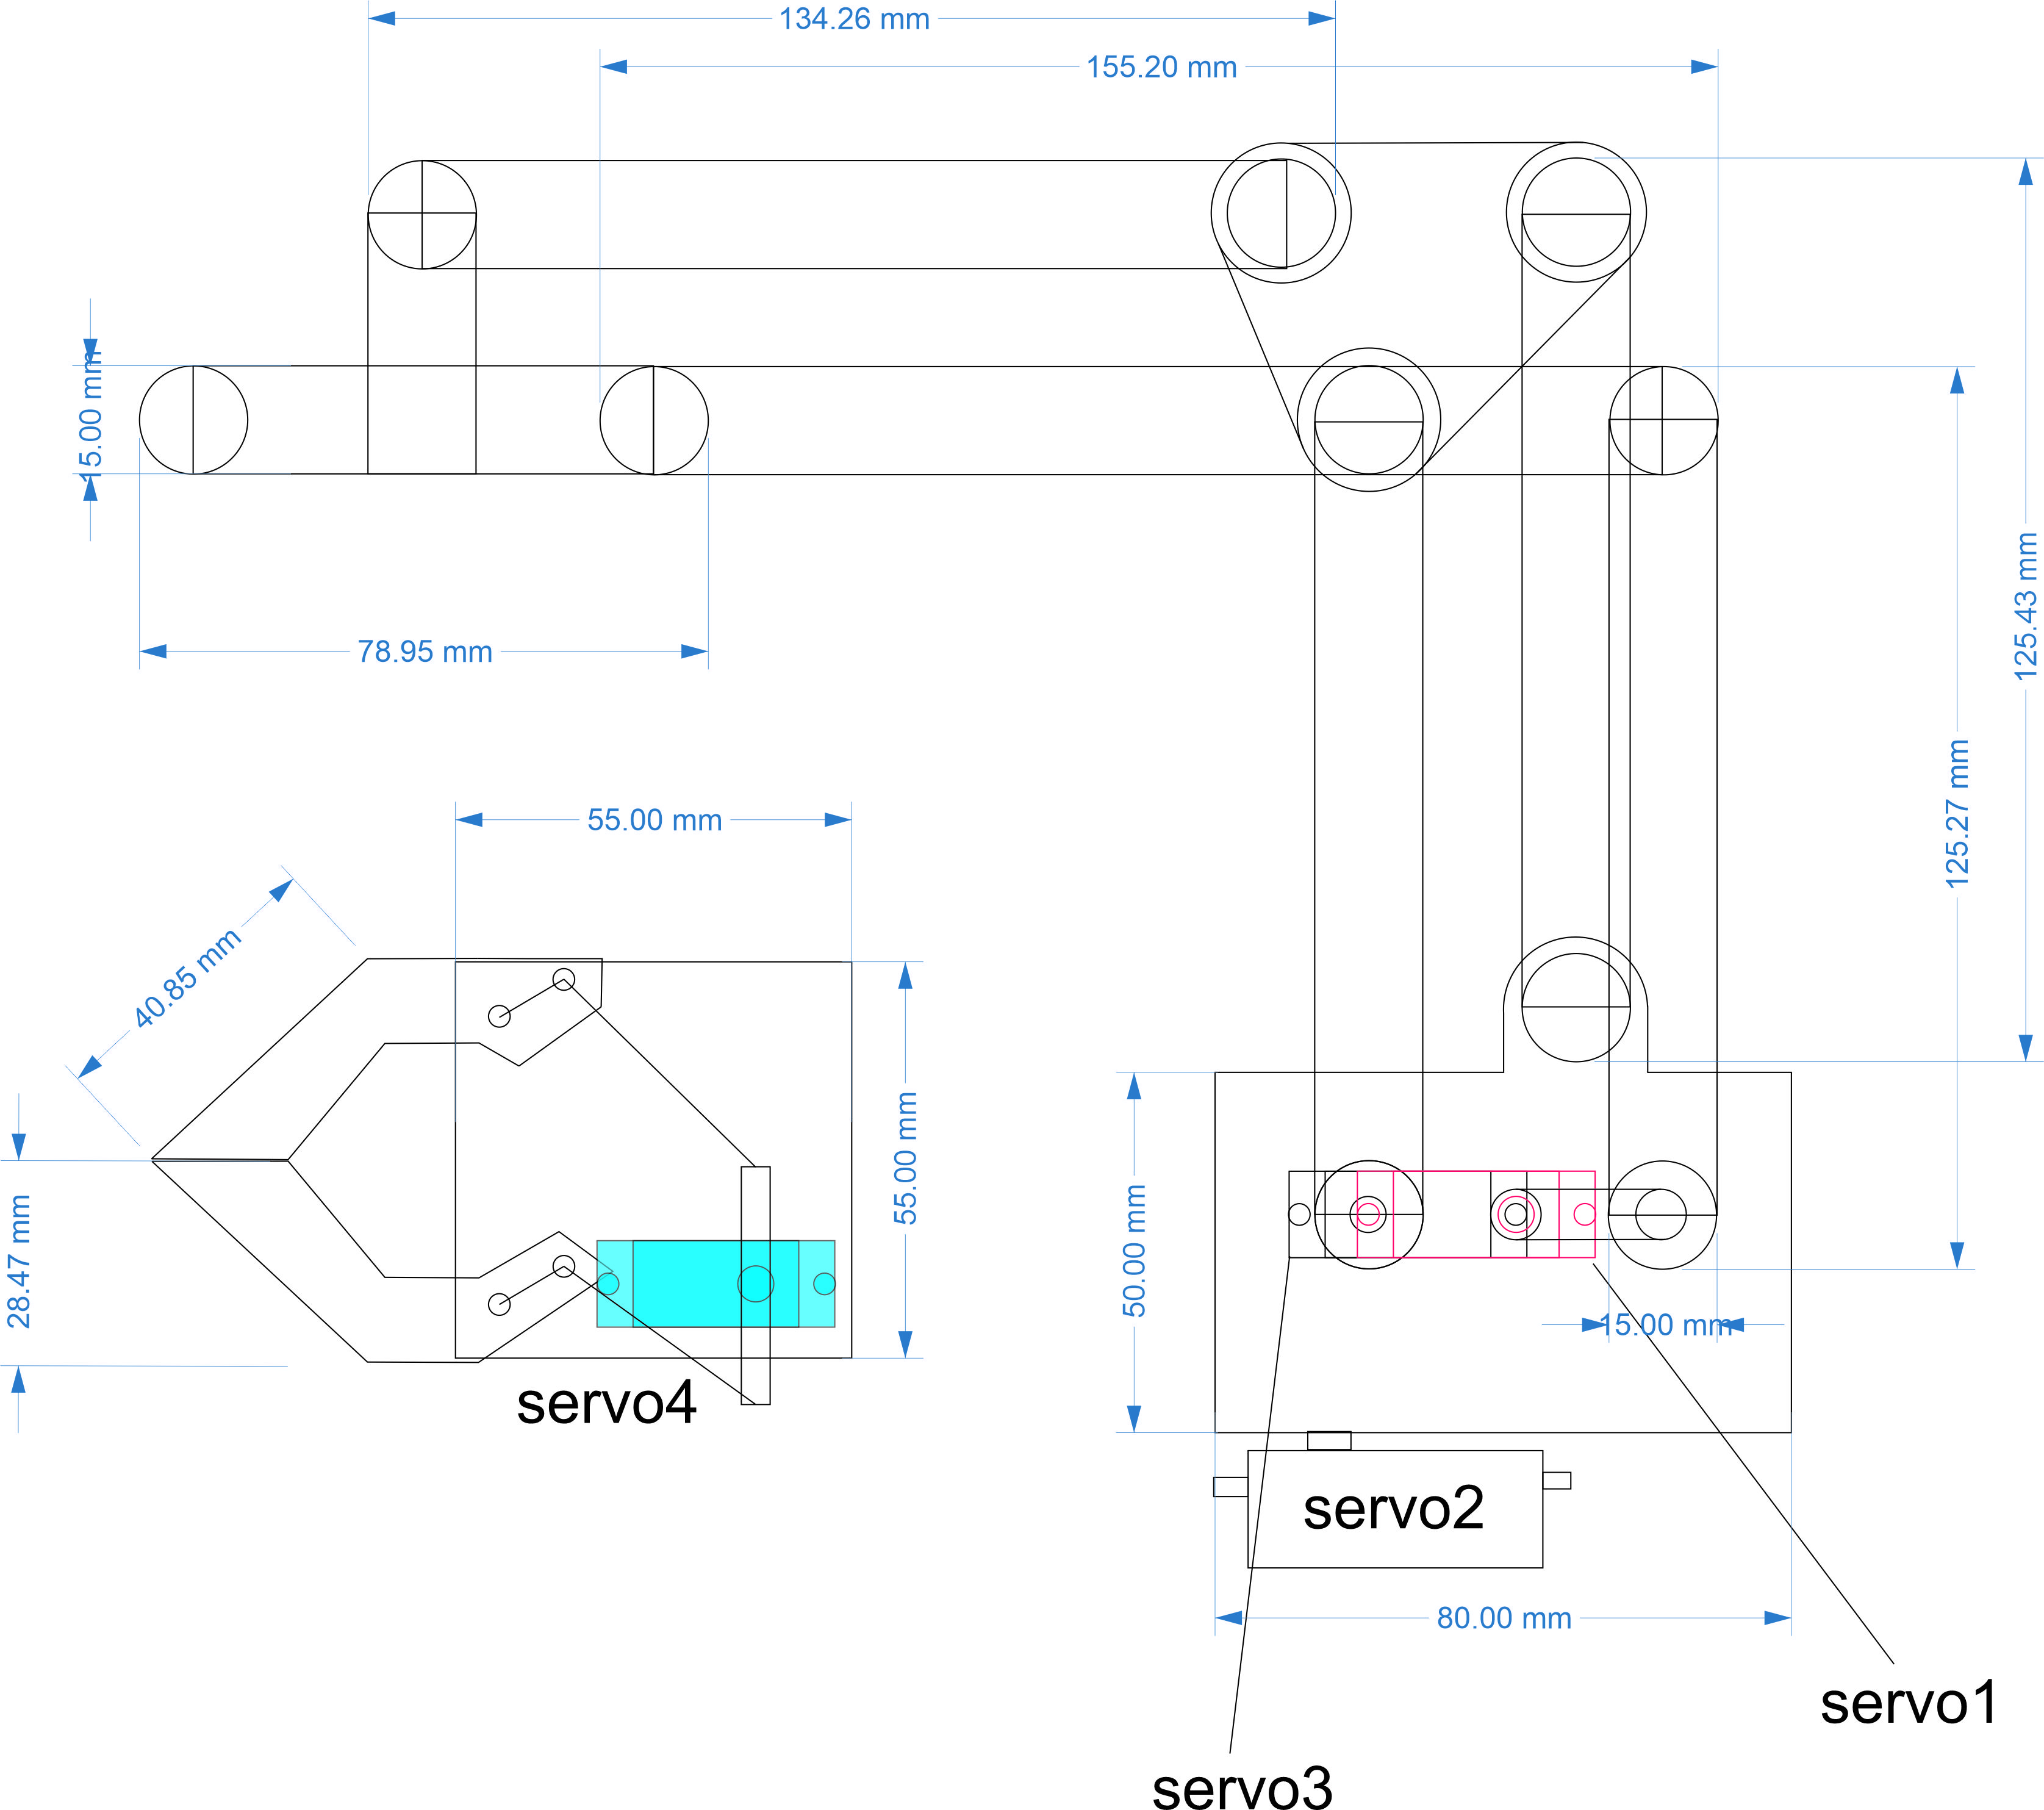 134.26 mm
155.20 mm
15.00 mm
125.43 mm
78.95 mm
125.27 mm
55.00 mm
40.85 mm
55.00 mm
50.00 mm
28.47 mm
15.00 mm
servo4
servo2
80.00 mm
servo1
servo3